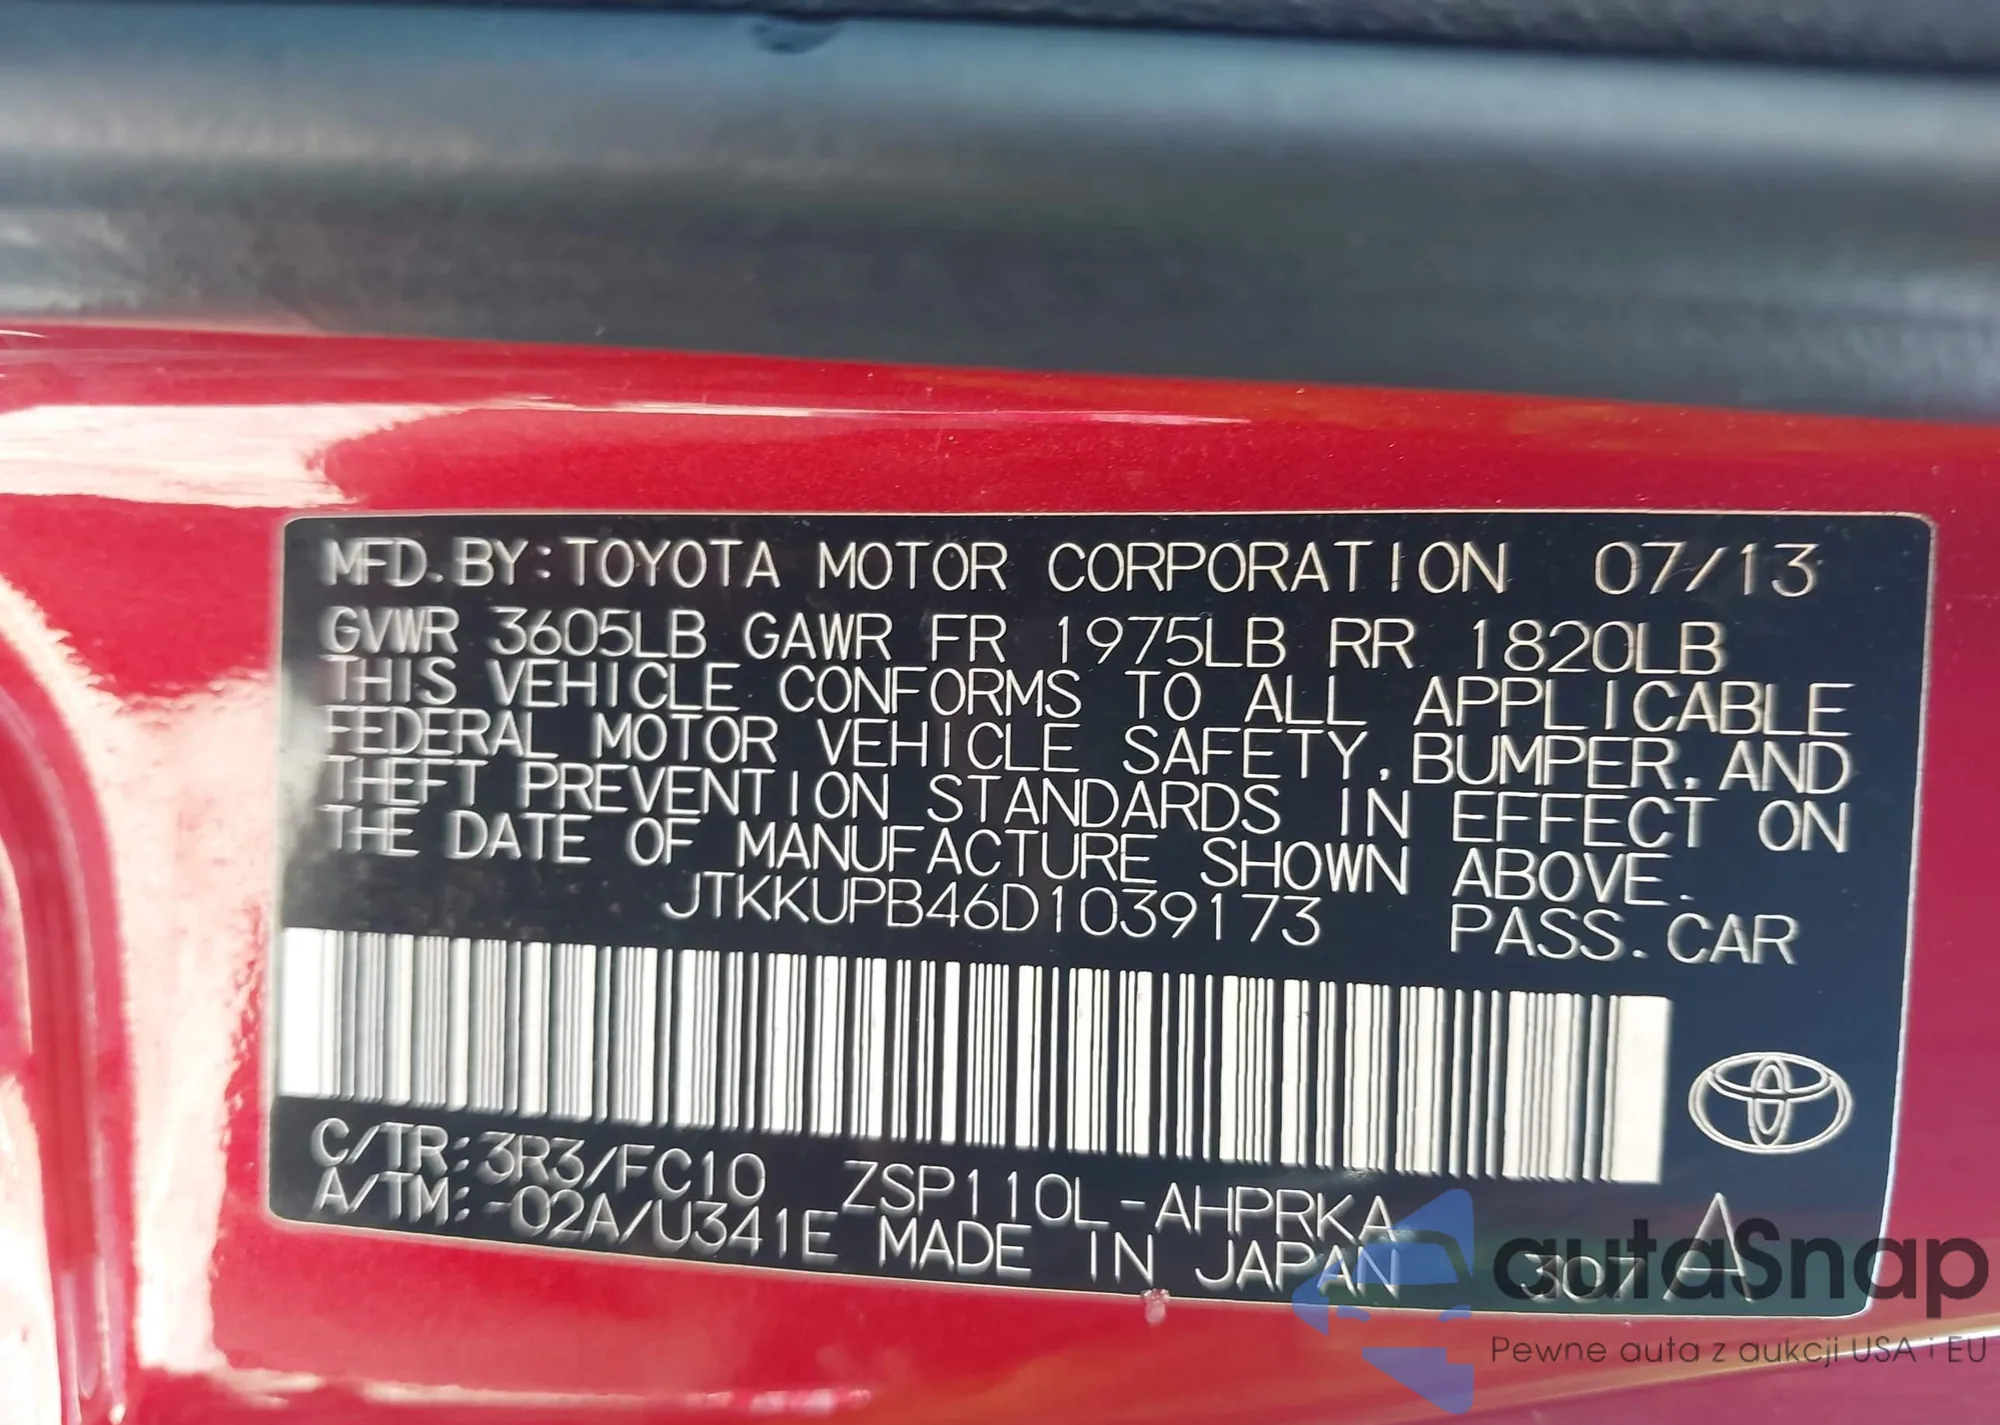 MFD. BY: TOYOTA MOTOR CORPORATION 07/13
GVWR 3605LB GAWR FR 1975LB RR 1820LB
THIS VEHICLE CONFORMS TO ALL APPLICABLE
FEDERAL MOTOR VEHICLE SAFETY, BUMPER, AND
THEFT PREVENTION STANDARDS IN EFFECT ON
THE DATE OF MANUFACTURE SHOWN ABOVE.
JTKKUPB46D1039173 PASS. CAR
C/TR: 3R3/FC10 ZSP110L-AHPRKA
A/TM: -02A/U341E MADE IN JAPAN 307 A
autaSnap
Pewne auta z aukcji USA i EU